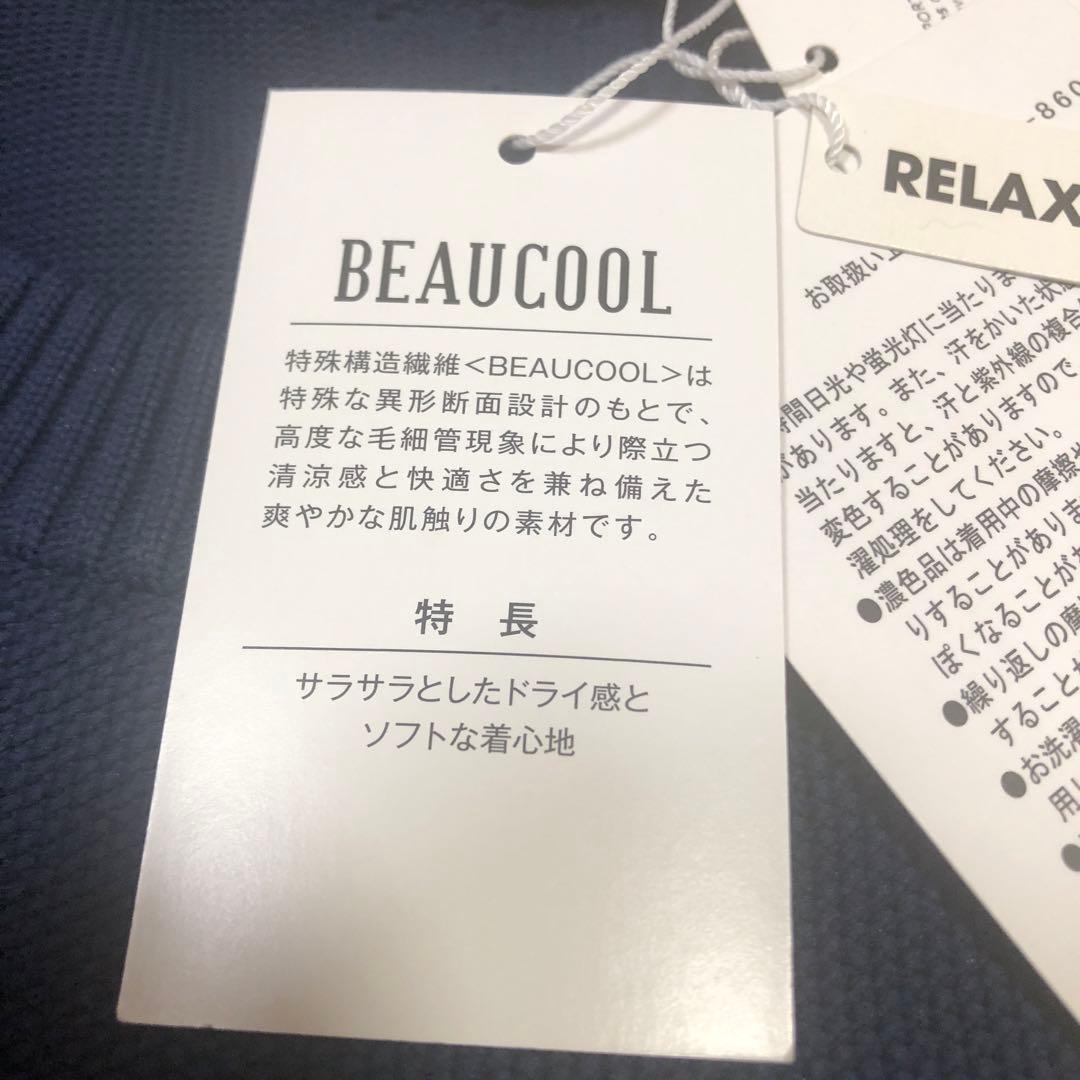 BEAUCOOL
特殊構造繊維<BEAUCOOL>は
特殊な異形断面設計のもとで、
高度な毛細管現象により際立つ
清涼感と快適さを兼ね備えた
爽やかな肌触りの素材です。
特 長
サラサラとしたドライ感と
ソフトな着心地
-860
RELAX
お取扱い上
時間日光や蛍光灯に当たりま
があります。また、汗をかいた状
当たりますと、汗と紫外線の複合
変色することがありますので
濯処理をしてください。
●濃色品は着用中の摩擦や
りすることがありま
ぽくなることが
●繰り返しの摩
することが
●お洗濯
用し